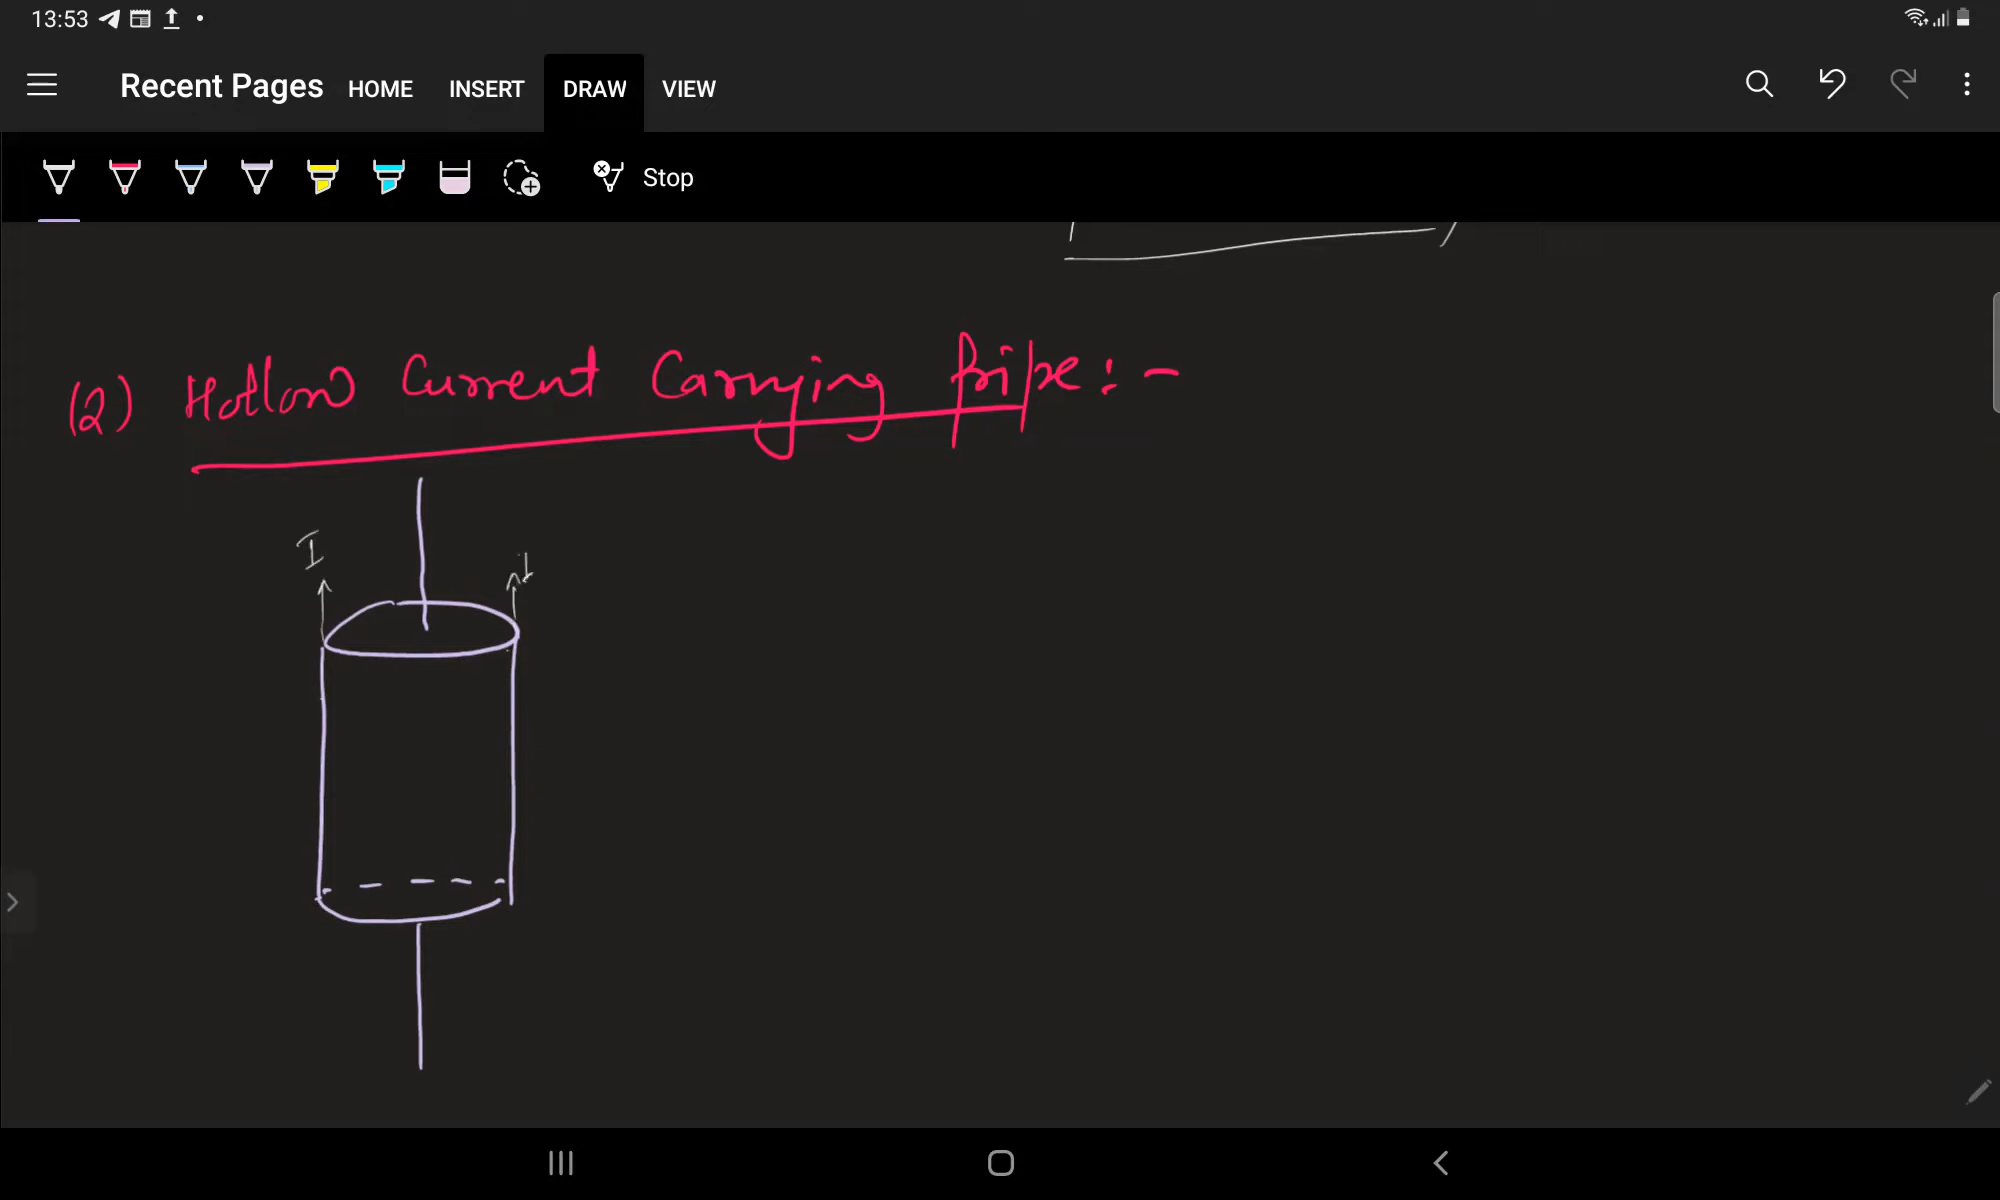 13:53
Recent Pages HOME INSERT DRAW VIEW
Stop
(2) Hollow Current Carrying Pipe:-
I
I